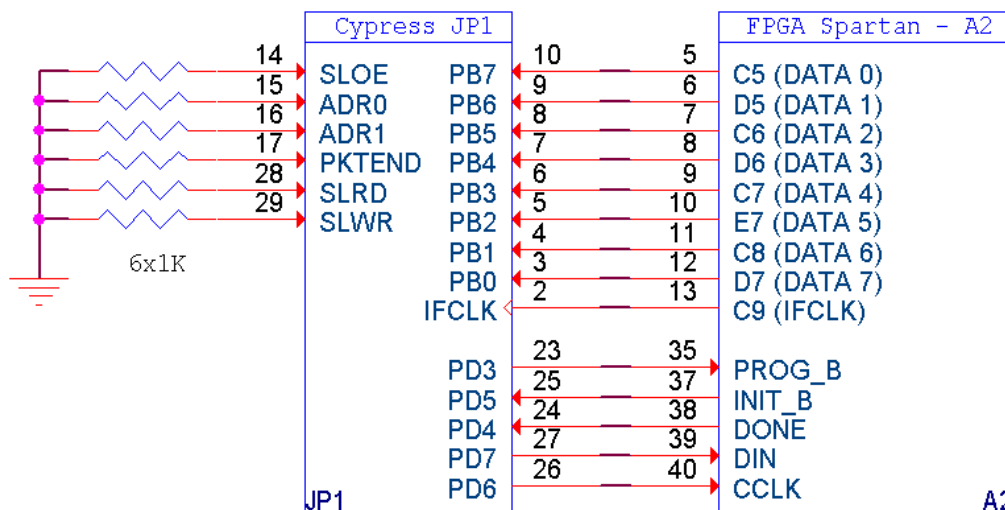 Cypress JP1 FPGA Spartan - A2
14 SLOE PB7 10 5 C5 (DATA 0)
15 ADR0 PB6 9 6 D5 (DATA 1)
16 ADR1 PB5 8 7 C6 (DATA 2)
17 PKTEND PB4 7 8 D6 (DATA 3)
28 SLRD PB3 6 9 C7 (DATA 4)
29 SLWR PB2 5 10 E7 (DATA 5)
6x1K PB1 4 11 C8 (DATA 6)
PB0 3 12 D7 (DATA 7)
IFCLK 2 13 C9 (IFCLK)
PD3 23 35 PROG_B
PD5 25 37 INIT_B
PD4 24 38 DONE
PD7 27 39 DIN
PD6 26 40 CCLK
JP1 A2